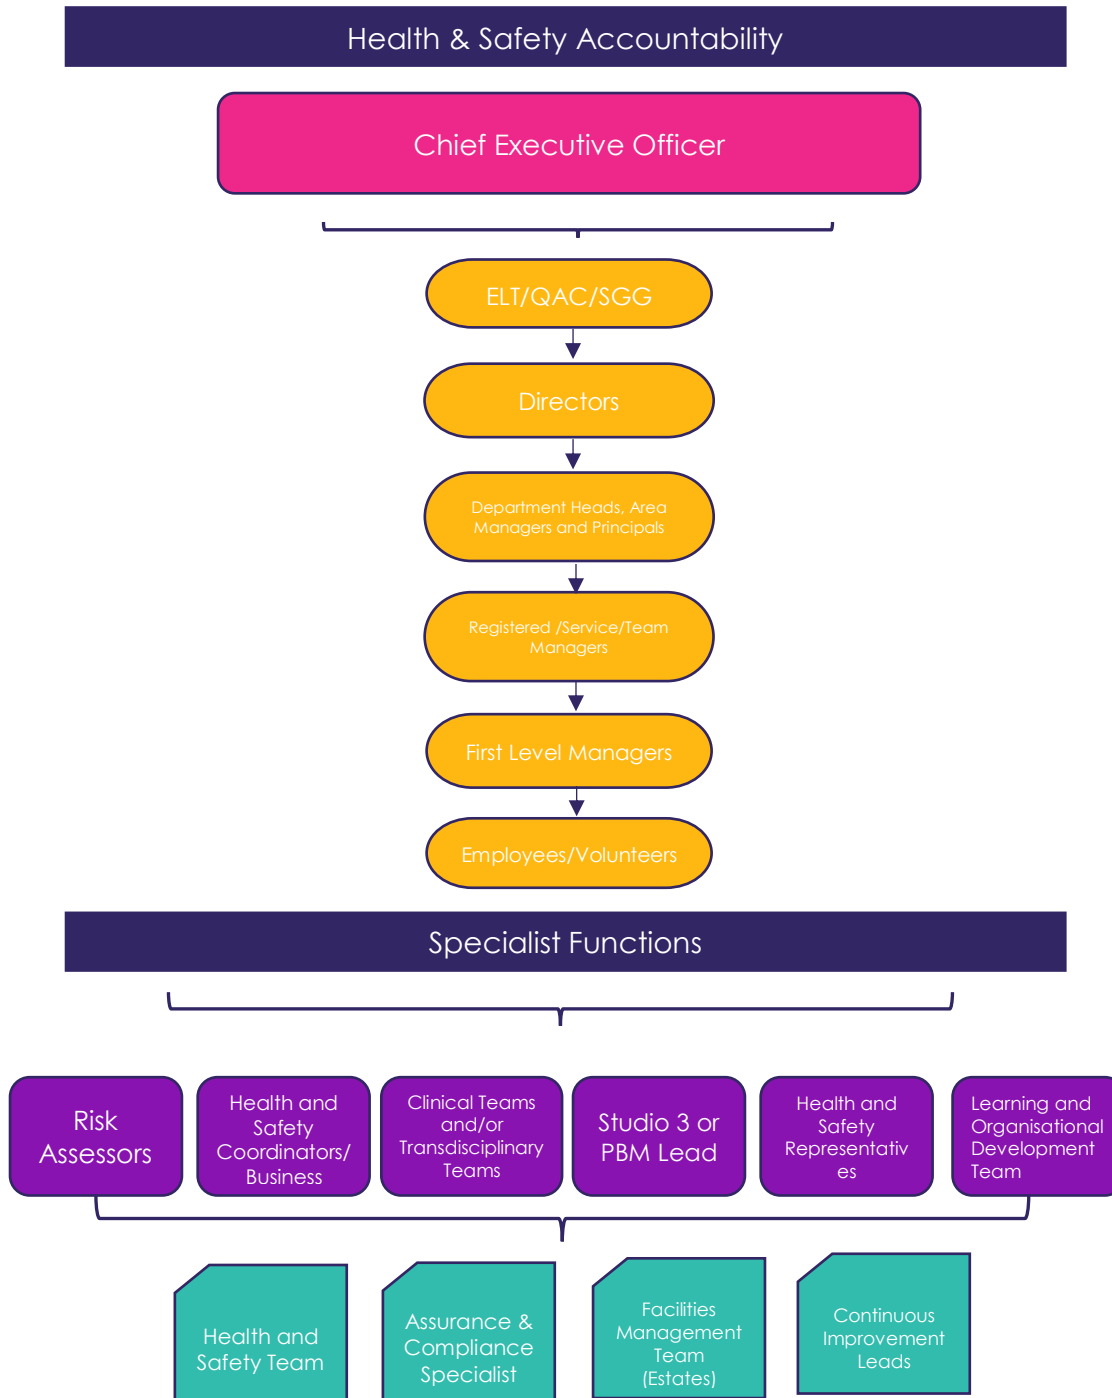 Health & Safety Accountability
Chief Executive Officer
ELT/QAC/SGG
Directors
Department Heads, Area
Managers and Principals
Registered /Service/Team
Managers
First Level Managers
Employees/Volunteers
Specialist Functions
Risk
Assessors
Health and
Safety
Coordinators/
Business
Clinical Teams
and/or
Transdisciplinary
Teams
Studio 3 or
PBM Lead
Health and
Safety
Representativ
es
Learning and
Organisational
Development
Team
Health and
Safety Team
Assurance &
Compliance
Specialist
Facilities
Management
Team
(Estates)
Continuous
Improvement
Leads